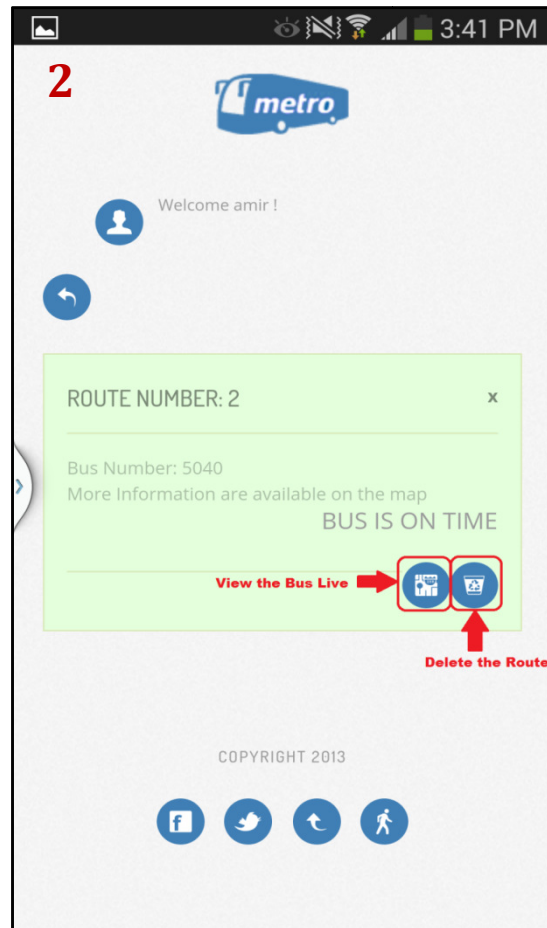 3:41 PM
2
metro
Welcome amir !
ROUTE NUMBER: 2 x
Bus Number: 5040
More Information are available on the map
BUS IS ON TIME
View the Bus Live
Delete the Route
COPYRIGHT 2013